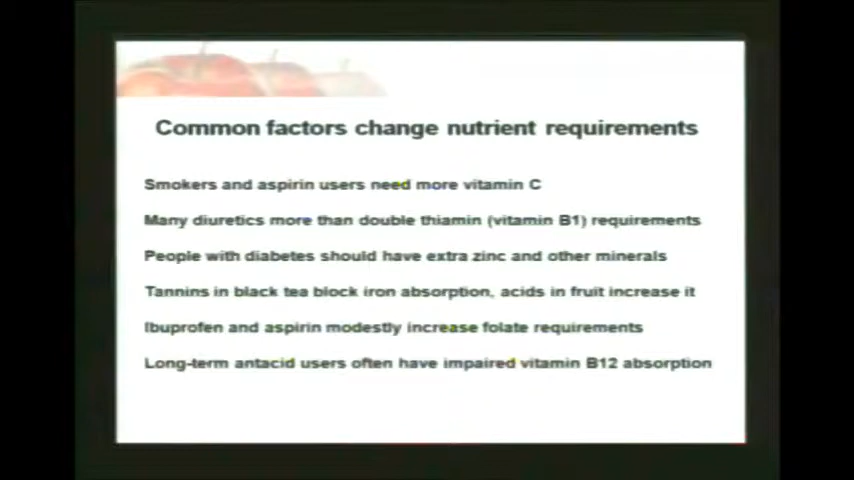 Common factors change nutrient requirements
Smokers and aspirin users need more vitamin C
Many diuretics more than double thiamin (vitamin B1) requirements
People with diabetes should have extra zinc and other minerals
Tannins in black tea block iron absorption, acids in fruit increase it
Ibuprofen and aspirin modestly increase folate requirements
Long-term antacid users often have impaired vitamin B12 absorption